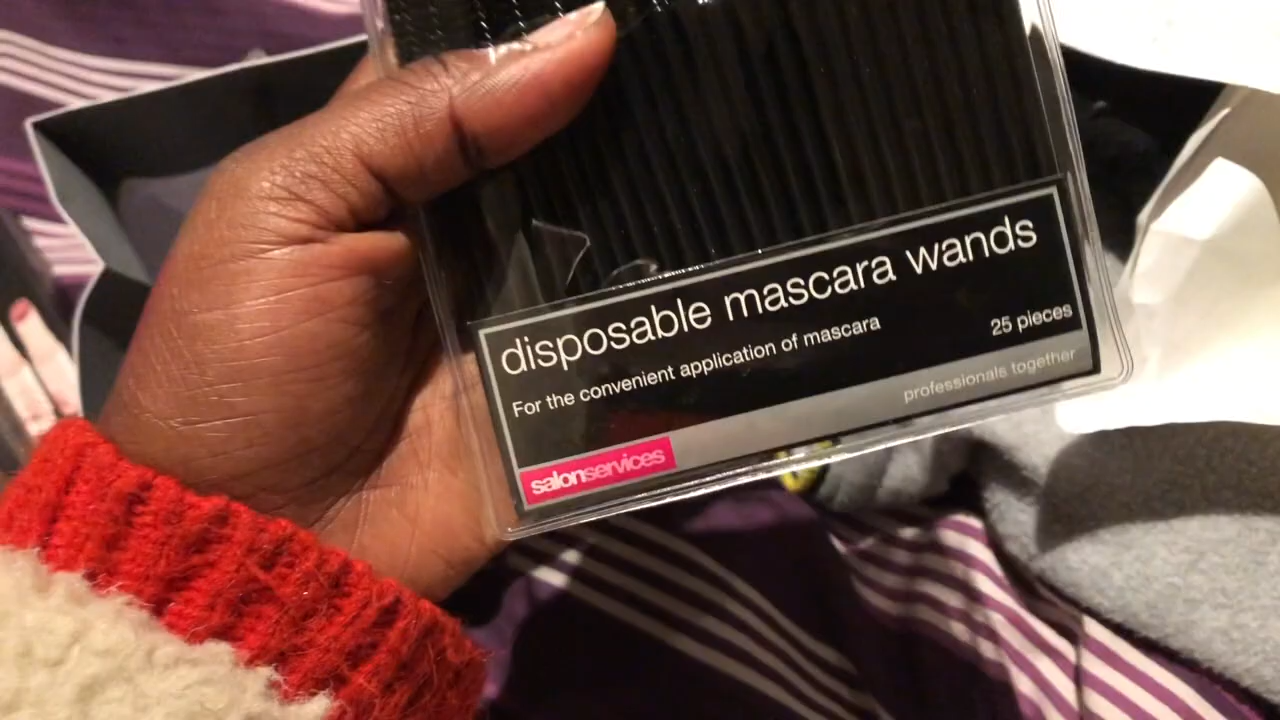 disposable mascara wands
For the convenient application of mascara
25 pieces
professionals together
salonservices